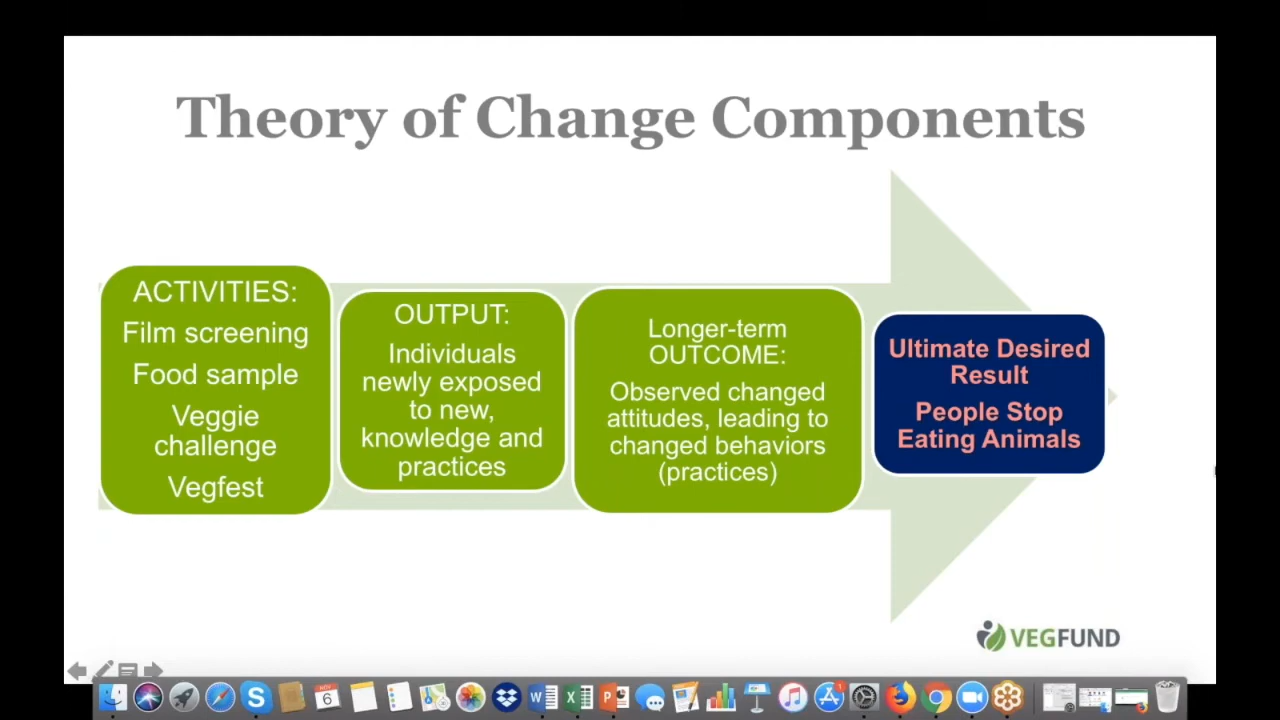 Theory of Change Components
ACTIVITIES:
Film screening
Food sample
Veggie
challenge
Vegfest
OUTPUT:
Individuals
newly exposed
to new,
knowledge and
practices
Longer-term
OUTCOME:
Observed changed
attitudes, leading to
changed behaviors
(practices)
Ultimate Desired
Result
People Stop
Eating Animals
VEGFUND
NOV
6